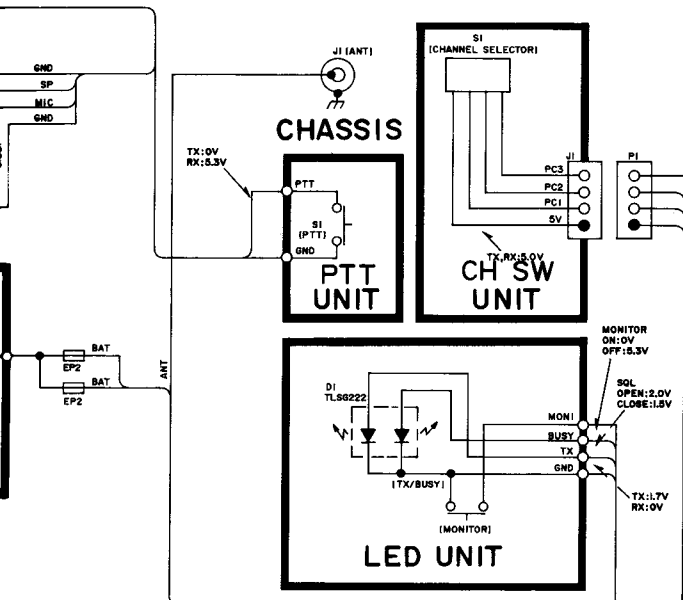 J1 (ANT)
S1
(CHANNEL SELECTOR)
GND
SP
MIC
GND
CHASSIS
TX:0V
RX:5.3V
J1
P1
PC3
PC2
PC1
5V
PTT
S1
(PTT)
GND
TX,RX:5.0V
PTT
UNIT
CH SW
UNIT
MONITOR
ON:0V
OFF:5.3V
BAT
EP2
BAT
EP2
ANT
SQL
OPEN:2.0V
CLOSE:1.5V
D1
TLSG222
MONI
BUSY
TX
GND
(TX/BUSY)
TX:1.7V
RX:0V
(MONITOR)
LED UNIT